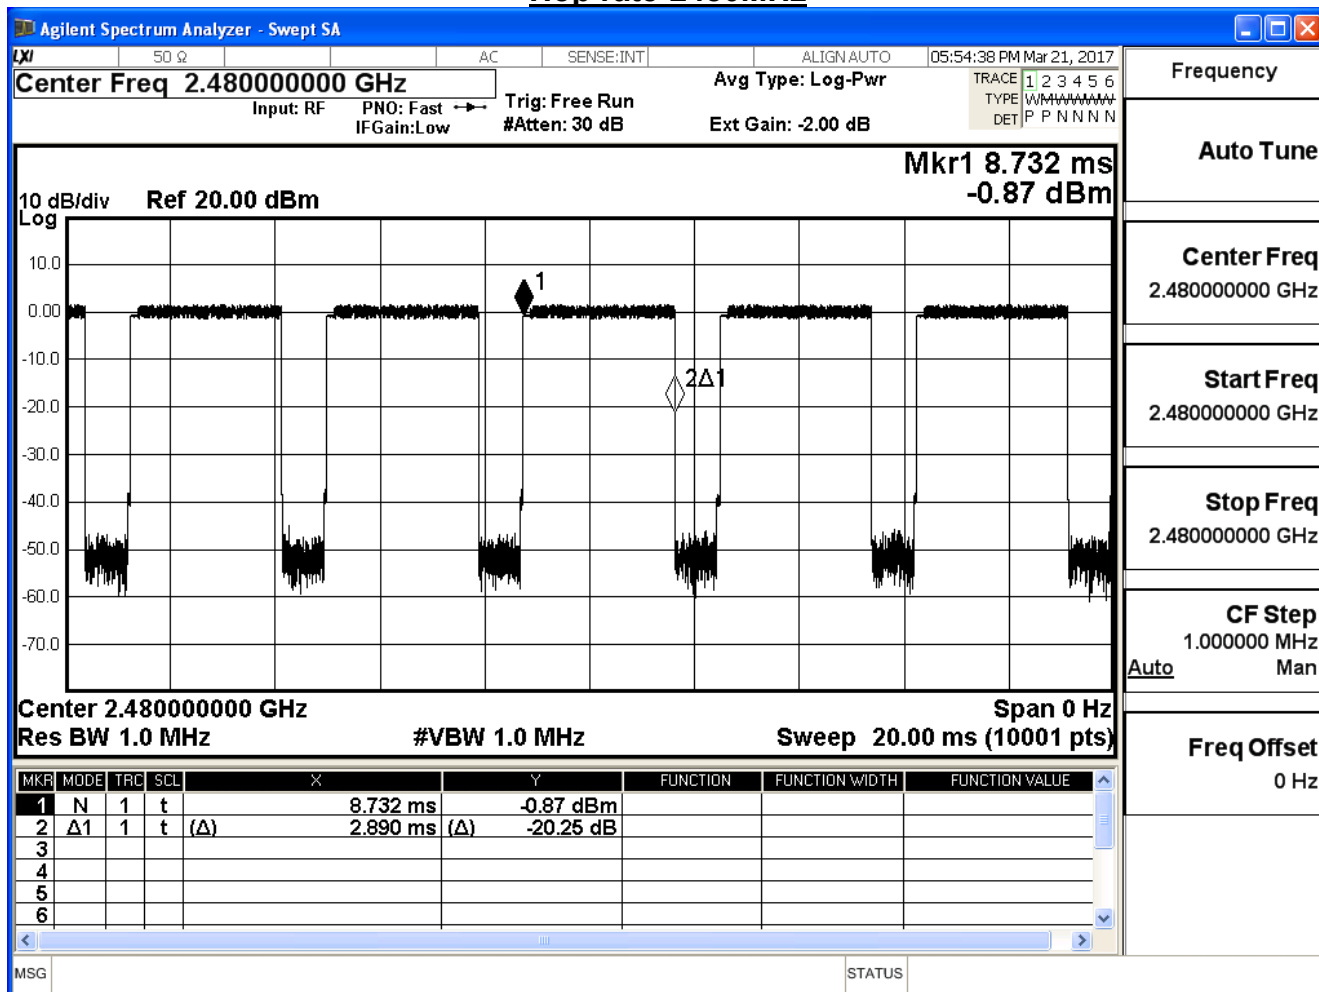 Agilent Spectrum Analyzer - Swept SA
LXI 50 Ω AC SENSE:INT ALIGN AUTO 05:54:38 PM Mar 21, 2017
Center Freq 2.480000000 GHz
Input: RF PNO: Fast Trig: Free Run Avg Type: Log-Pwr TRACE 1 2 3 4 5 6
TYPE
IFGain:Low #Atten: 30 dB Ext Gain: -2.00 dB DET P P N N N N
Mkr1 8.732 ms
-0.87 dBm
10 dB/div Ref 20.00 dBm
Log
10.0
0.00
-10.0
-20.0
-30.0
-40.0
-50.0
-60.0
-70.0
1
2Δ1
Center 2.480000000 GHz Span 0 Hz
Res BW 1.0 MHz #VBW 1.0 MHz Sweep 20.00 ms (10001 pts)
MKR MODE TRC SCL X Y FUNCTION FUNCTION WIDTH FUNCTION VALUE
1 N 1 t 8.732 ms -0.87 dBm
2 Δ1 1 t (Δ) 2.890 ms (Δ) -20.25 dB
3
4
5
6
MSG STATUS
Frequency
Auto Tune
Center Freq
2.480000000 GHz
Start Freq
2.480000000 GHz
Stop Freq
2.480000000 GHz
CF Step
1.000000 MHz
Auto Man
Freq Offset
0 Hz